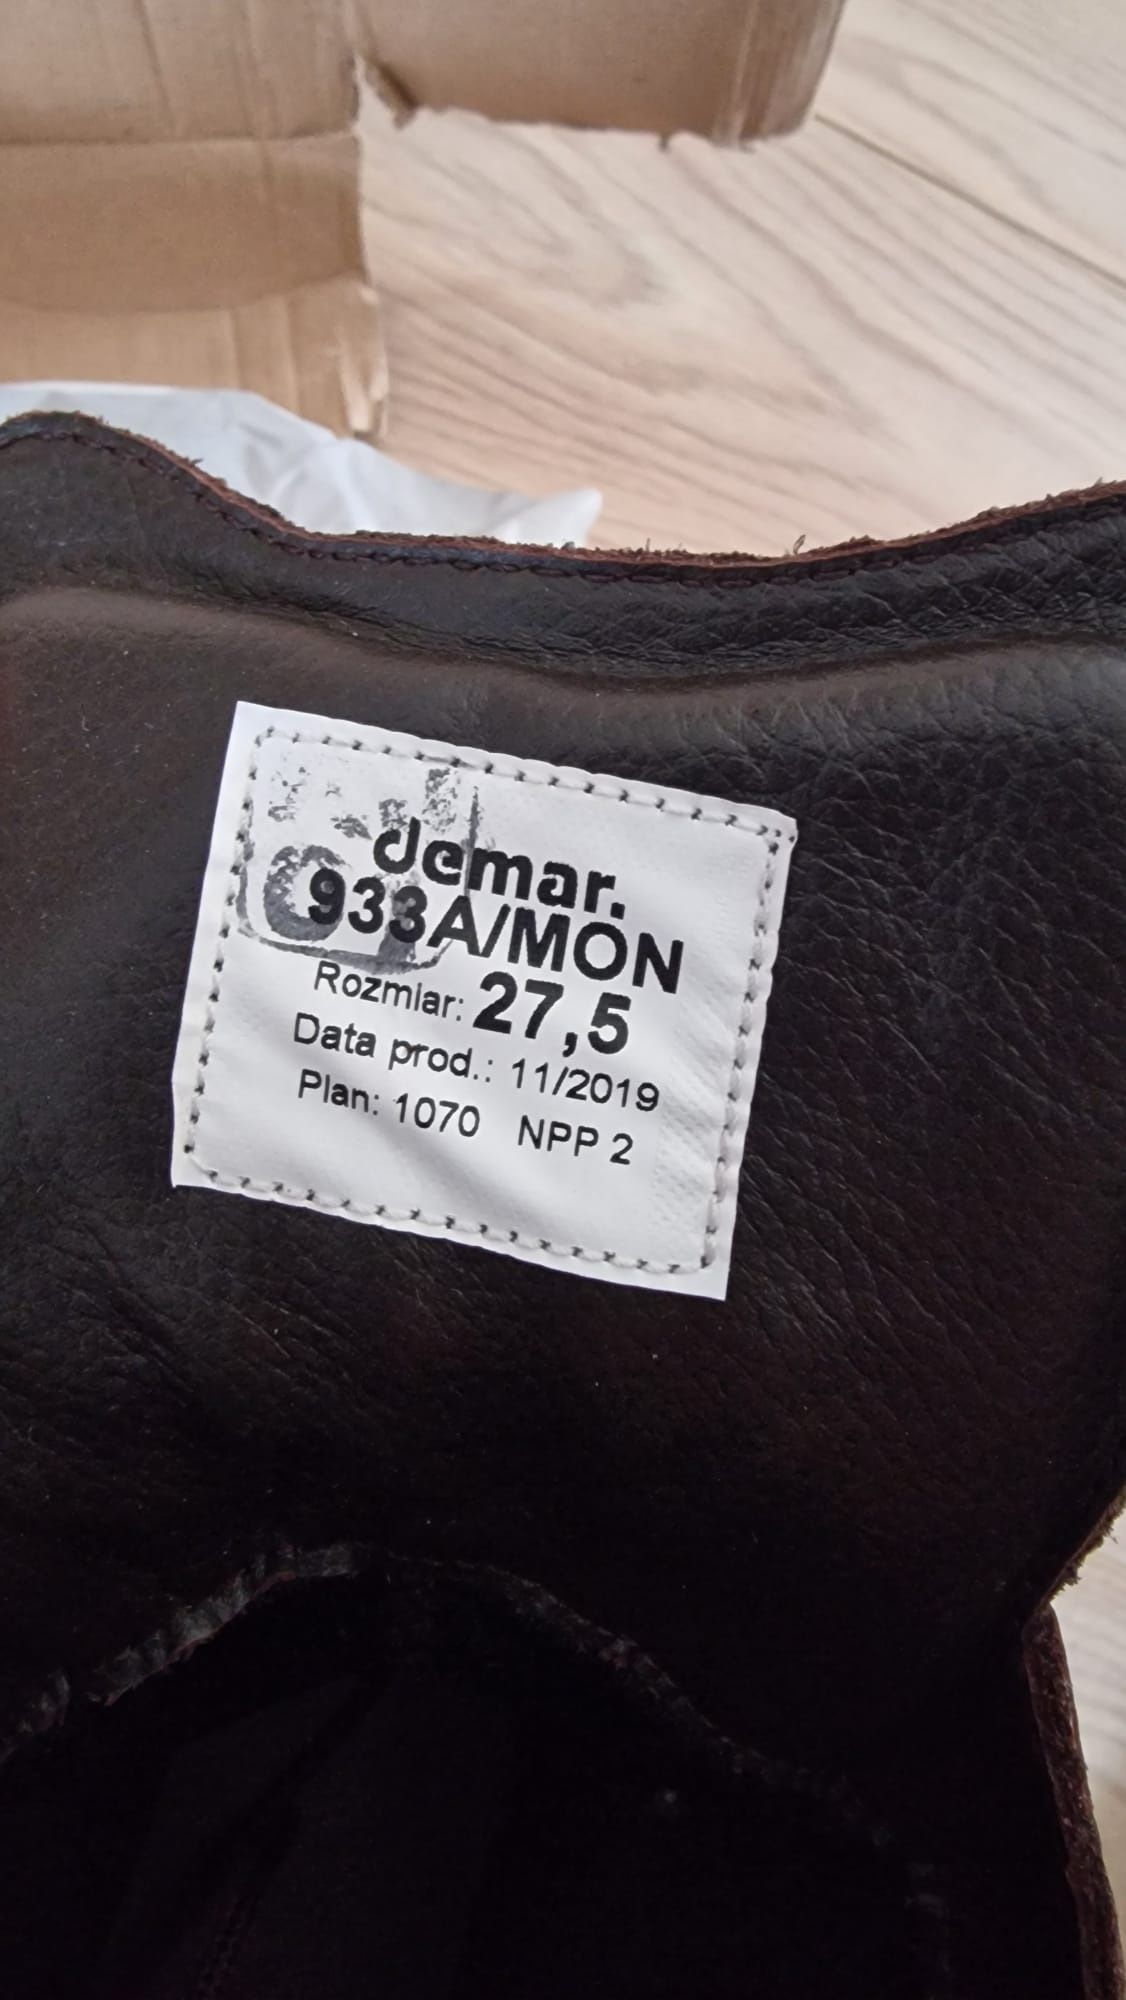 demar.
933A/MON
Rozmiar: 27,5
Data prod.: 11/2019
Plan: 1070 NPP 2